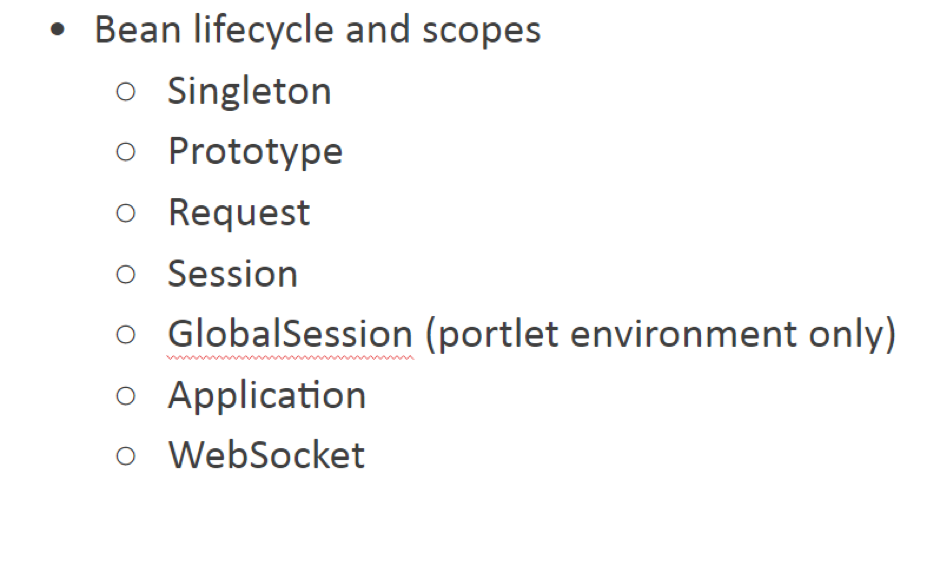 • Bean lifecycle and scopes
○ Singleton
○ Prototype
○ Request
○ Session
○ GlobalSession (portlet environment only)
○ Application
○ WebSocket